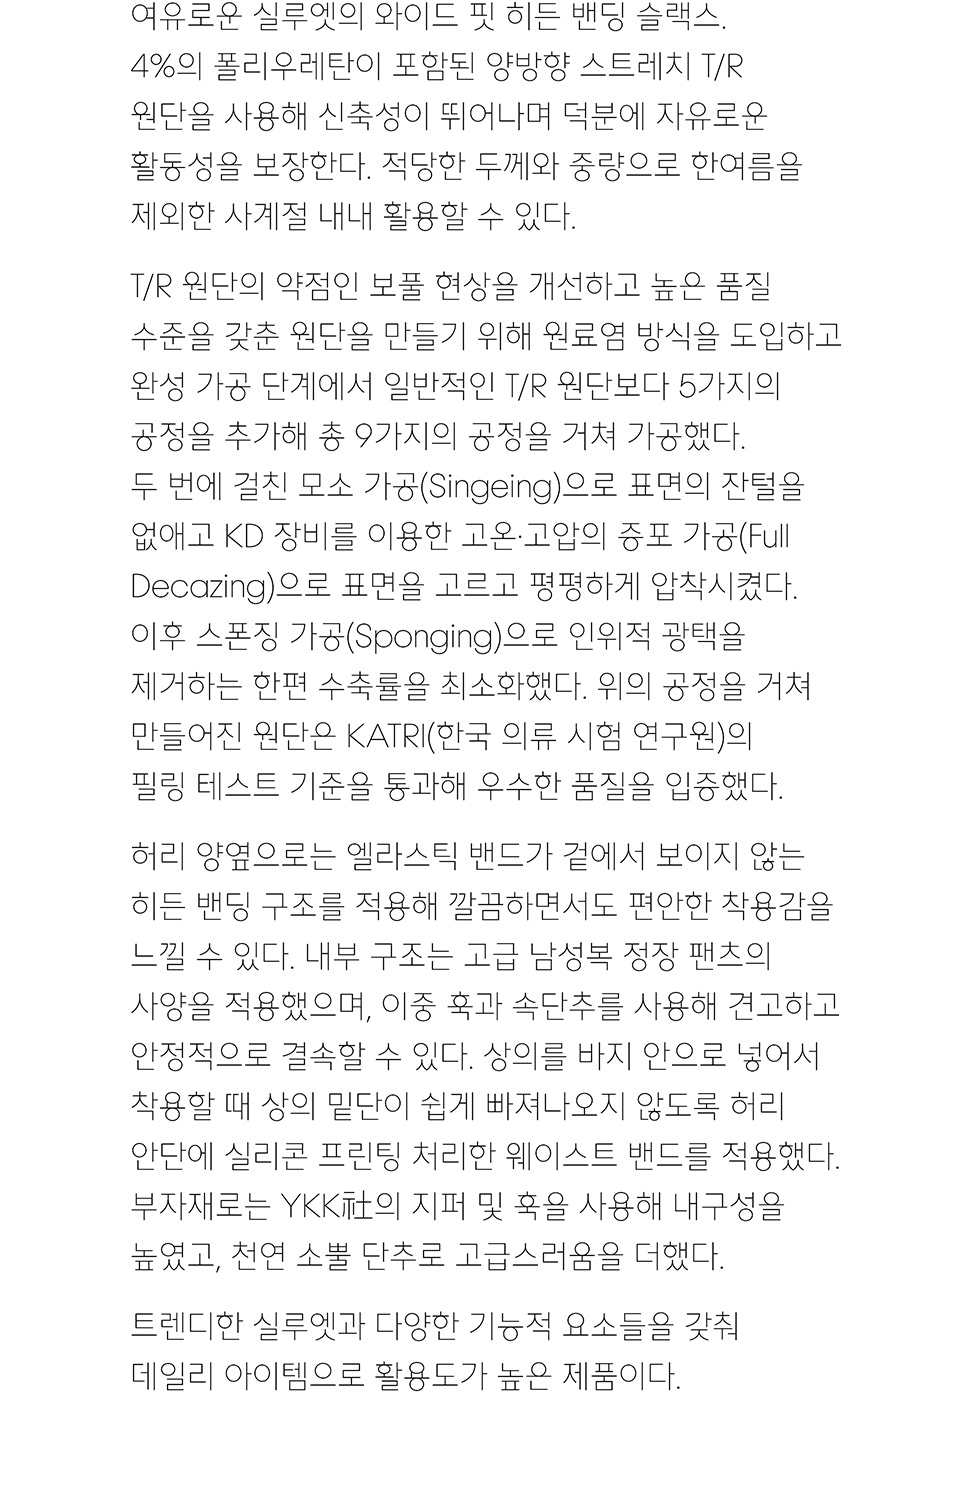 여유로운 실루엣의 와이드 핏 히든 밴딩 슬랙스.
4%의 폴리우레탄이 포함된 양방향 스트레치 T/R
원단을 사용해 신축성이 뛰어나며 덕분에 자유로운
활동성을 보장한다. 적당한 두께와 중량으로 한여름을
제외한 사계절 내내 활용할 수 있다.
T/R 원단의 약점인 보풀 현상을 개선하고 높은 품질
수준을 갖춘 원단을 만들기 위해 원료염 방식을 도입하고
완성 가공 단계에서 일반적인 T/R 원단보다 5가지의
공정을 추가해 총 9가지의 공정을 거쳐 가공했다.
두 번에 걸친 모소 가공(Singeing)으로 표면의 잔털을
없애고 KD 장비를 이용한 고온·고압의 증포 가공(Full
Decazing)으로 표면을 고르고 평평하게 압착시켰다.
이후 스폰징 가공(Sponging)으로 인위적 광택을
제거하는 한편 수축률을 최소화했다. 위의 공정을 거쳐
만들어진 원단은 KATRI(한국 의류 시험 연구원)의
필링 테스트 기준을 통과해 우수한 품질을 입증했다.
허리 양옆으로는 엘라스틱 밴드가 겉에서 보이지 않는
히든 밴딩 구조를 적용해 깔끔하면서도 편안한 착용감을
느낄 수 있다. 내부 구조는 고급 남성복 정장 팬츠의
사양을 적용했으며, 이중 훅과 속단추를 사용해 견고하고
안정적으로 결속할 수 있다. 상의를 바지 안으로 넣어서
착용할 때 상의 밑단이 쉽게 빠져나오지 않도록 허리
안단에 실리콘 프린팅 처리한 웨이스트 밴드를 적용했다.
부자재로는 YKK社의 지퍼 및 훅을 사용해 내구성을
높였고, 천연 소뿔 단추로 고급스러움을 더했다.
트렌디한 실루엣과 다양한 기능적 요소들을 갖춰
데일리 아이템으로 활용도가 높은 제품이다.